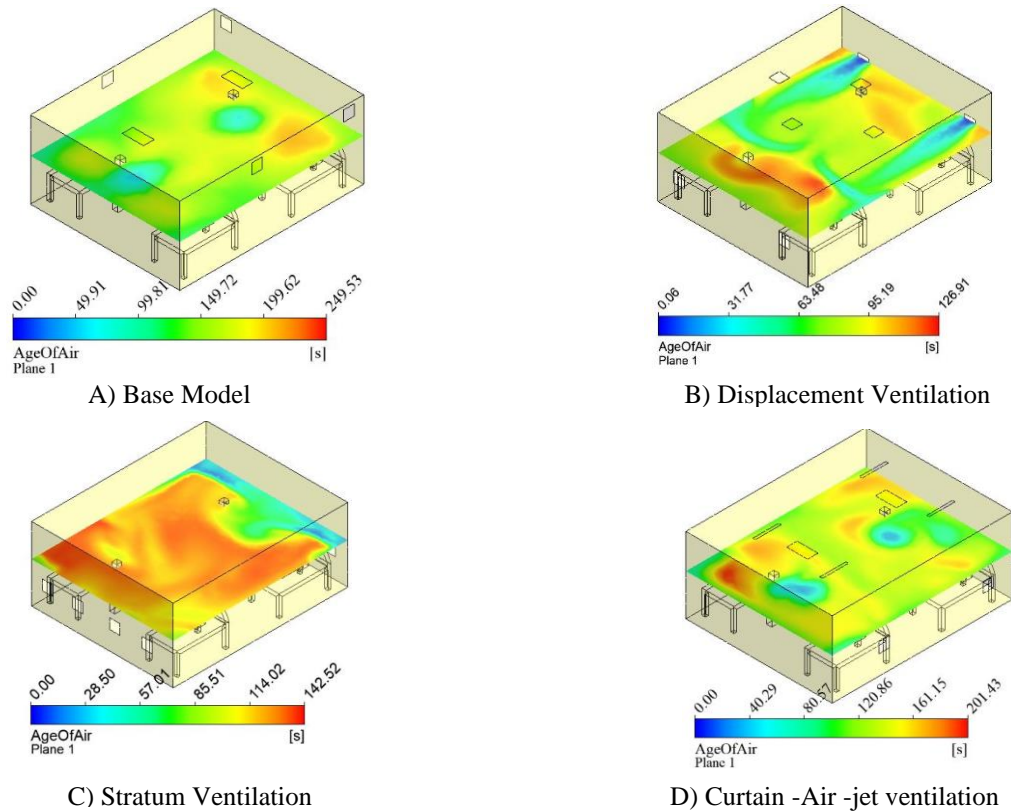 0.00 49.91 99.81 149.72 199.62 249.53
AgeOfAir [s]
Plane 1
A) Base Model
0.06 31.77 63.48 95.19 126.91
AgeOfAir [s]
Plane 1
B) Displacement Ventilation
0.00 28.50 57.01 85.51 114.02 142.52
AgeOfAir [s]
Plane 1
C) Stratum Ventilation
0.00 40.29 80.57 120.86 161.15 201.43
AgeOfAir [s]
Plane 1
D) Curtain -Air -jet ventilation